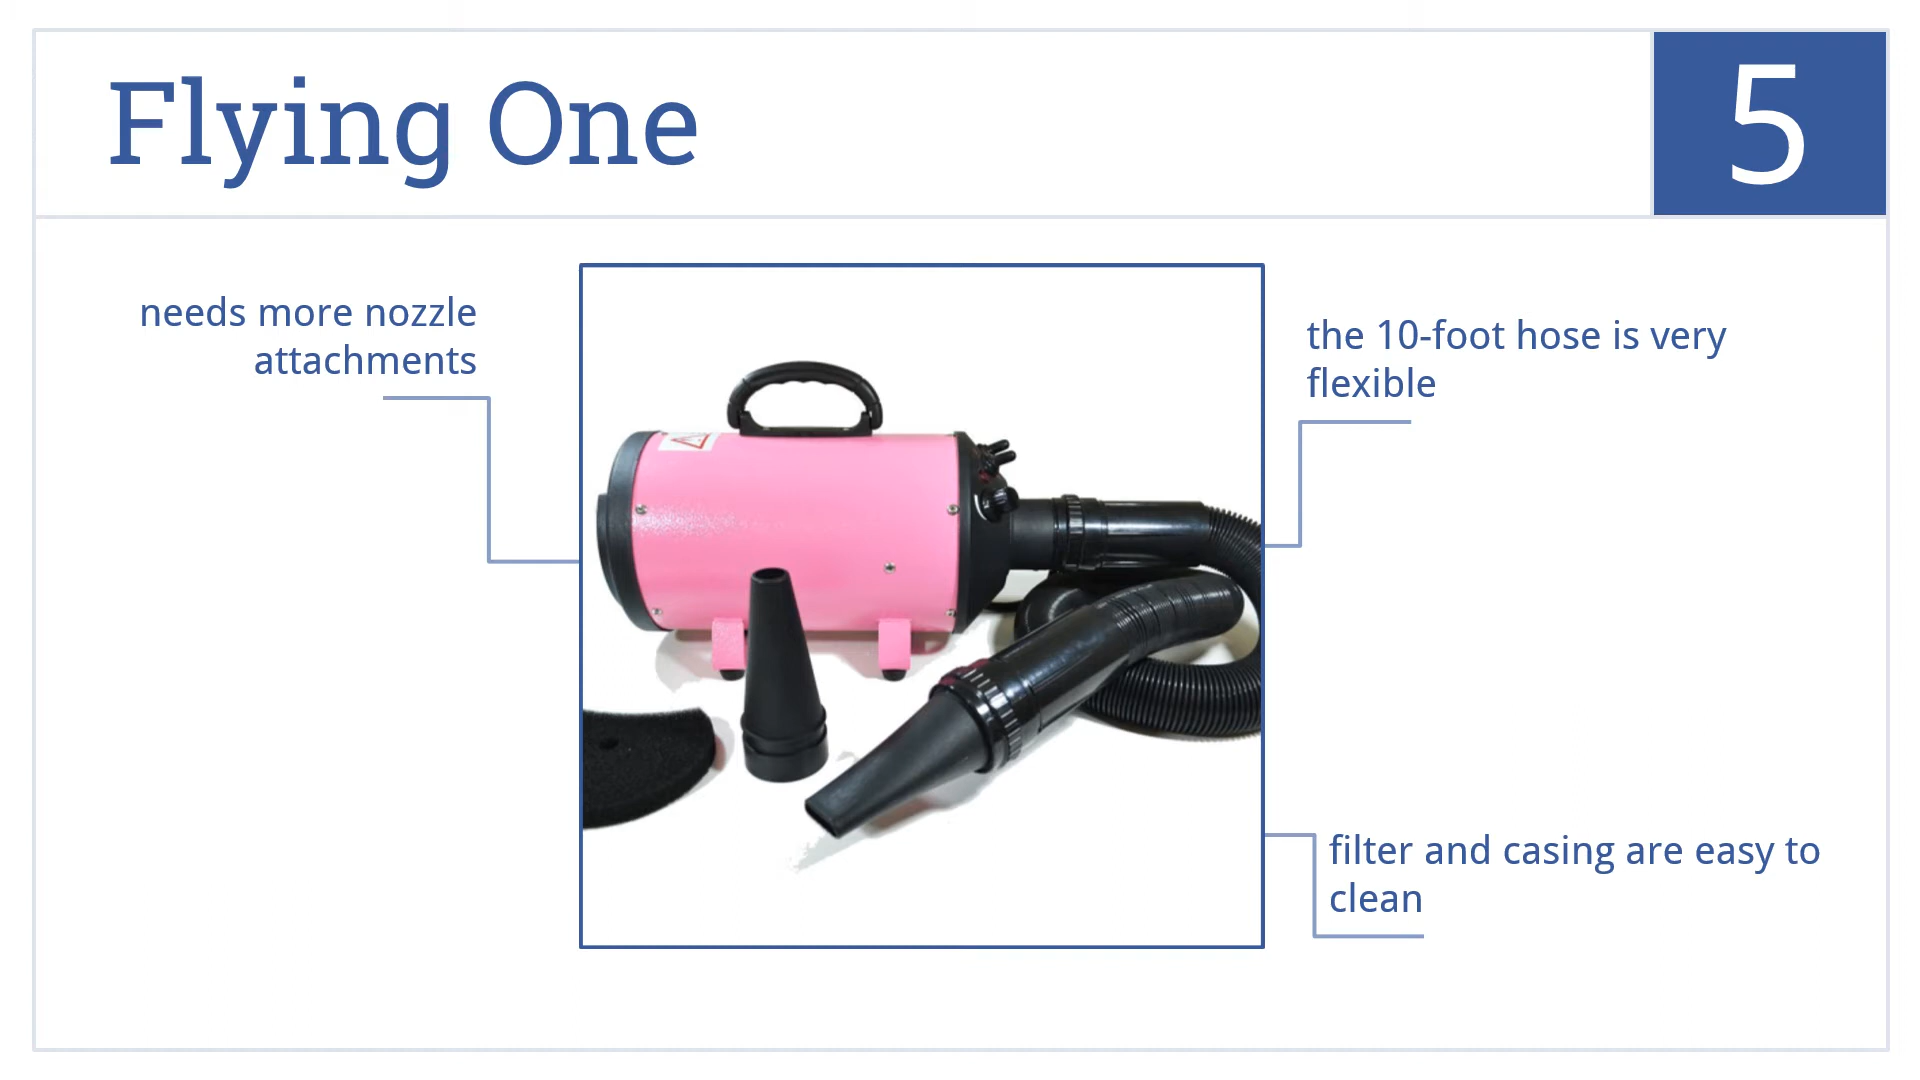 Flying One
5
needs more nozzle
attachments
the 10-foot hose is very
flexible
filter and casing are easy to
clean